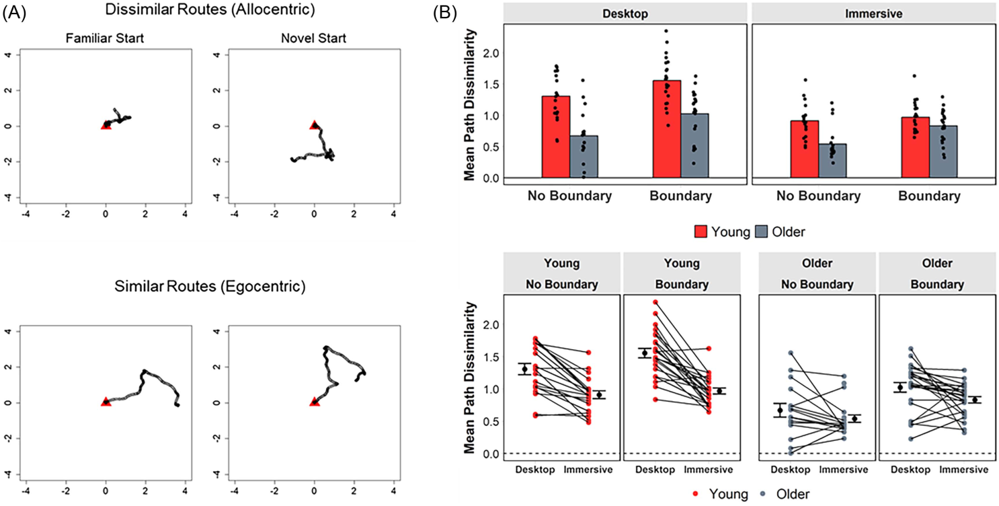 (A)
Dissimilar Routes (Allocentric)
Familiar Start
Novel Start
4
2
0
-2
-4
-4 -2 0 2 4
4
2
0
-2
-4
-4 -2 0 2 4
Similar Routes (Egocentric)
4
2
0
-2
-4
-4 -2 0 2 4
4
2
0
-2
-4
-4 -2 0 2 4
(B)
Desktop
Immersive
Mean Path Dissimilarity
2.0
1.5
1.0
0.5
0.0
No Boundary Boundary
No Boundary Boundary
Young Older
Young
No Boundary
Young
Boundary
Older
No Boundary
Older
Boundary
Mean Path Dissimilarity
2.0
1.5
1.0
0.5
0.0
Desktop Immersive
Desktop Immersive
Desktop Immersive
Desktop Immersive
Young Older